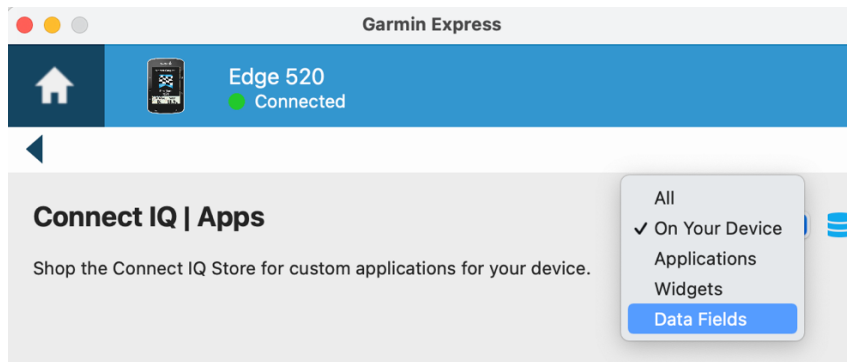 Garmin Express
Edge 520
Connected
Connect IQ | Apps
Shop the Connect IQ Store for custom applications for your device.
All
✓ On Your Device
Applications
Widgets
Data Fields